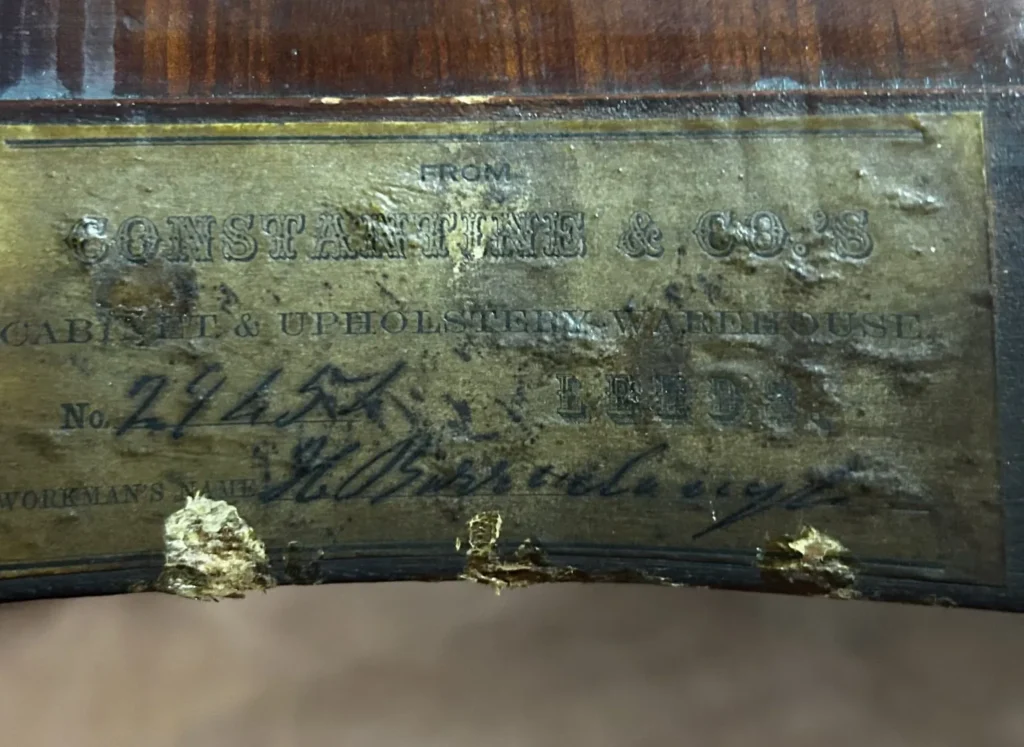 FROM
CONSTANTINE & CO.'S
CABINET & UPHOLSTERY WAREHOUSE,
No. LEEDS.
WORKMAN'S NAME H